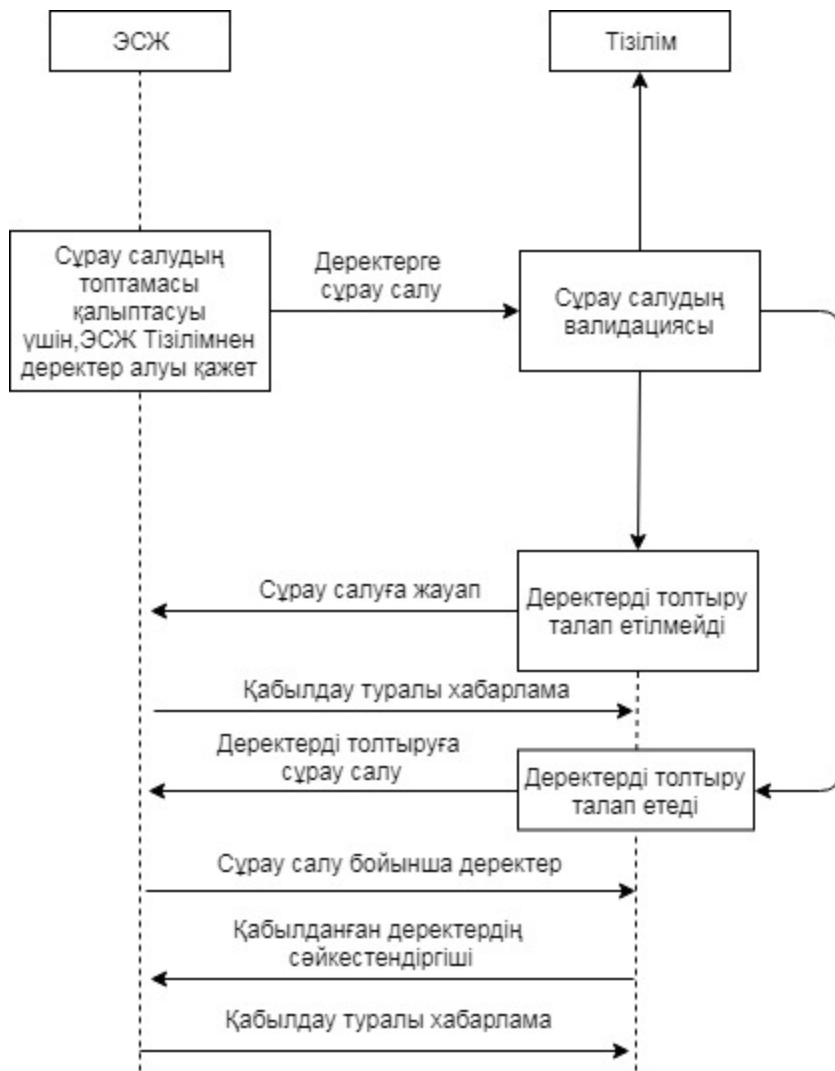 ЭСЖ
Тізілім
Сұрау салудың
топтамасы
қалыптасуы
үшін,ЭСЖ Тізілімнен
деректер алуы қажет
Деректерге
сұрау салу
Сұрау салудың
валидациясы
Сұрау салуға жауап
Деректерді толтыру
талап етілмейді
Қабылдау туралы хабарлама
Деректерді толтыруға
сұрау салу
Деректерді толтыру
талап етеді
Сұрау салу бойынша деректер
Қабылданған деректердің
сәйкестендіргіші
Қабылдау туралы хабарлама